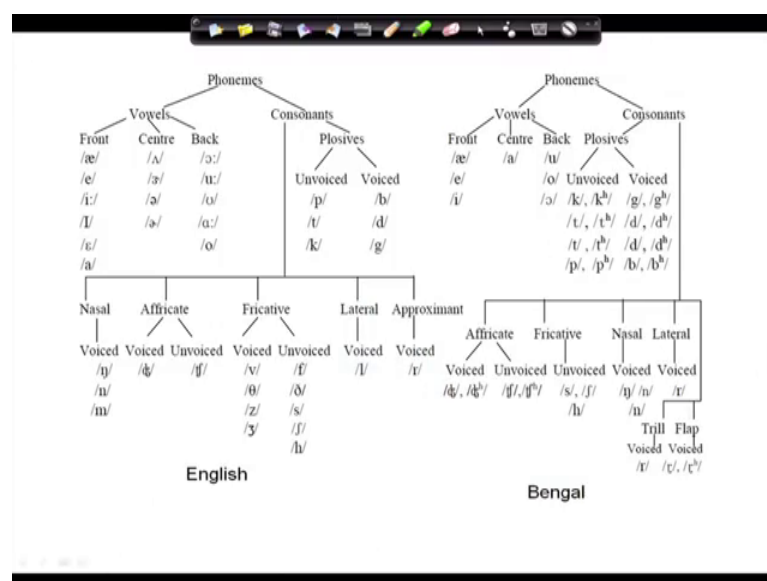 Phonemes
Vowels Consonants
Front Centre Back Plosives
/æ/ /ʌ/ /ɔ:/
/e/ /ɝ/ /u:/ Unvoiced Voiced
/i:/ /ə/ /ʊ/ /p/ /b/
/I/ /ɚ/ /ɑ:/ /t/ /d/
/ɛ/ /o/ /k/ /g/
/a/
Nasal Affricate Fricative Lateral Approximant
Voiced Voiced Unvoiced Voiced Unvoiced Voiced Voiced
/ŋ/ /ʤ/ /ʧ/ /v/ /f/ /l/ /r/
/n/ /θ/ /ð/
/m/ /z/ /s/
/ʒ/ /ʃ/
/h/
English
Phonemes
Vowels Consonants
Front Centre Back Plosives
/æ/ /a/ /u/
/e/ /o/ Unvoiced Voiced
/i/ /ɔ/ /k/, /kʰ/ /g/, /gʰ/
/t/, /tʰ/ /d/, /dʰ/
/t/, /tʰ/ /d/, /dʰ/
/p/, /pʰ/ /b/, /bʰ/
Affricate Fricative Nasal Lateral
Voiced Unvoiced Unvoiced Voiced Voiced
/ʤ/, /ʤʰ/ /ʧ/,/ʧʰ/ /s/, /ʃ/ /ŋ/ /n/ /r/
/h/ /n/
Trill Flap
Voiced Voiced
/r/ /ɽ/, /ɽʰ/
Bengal